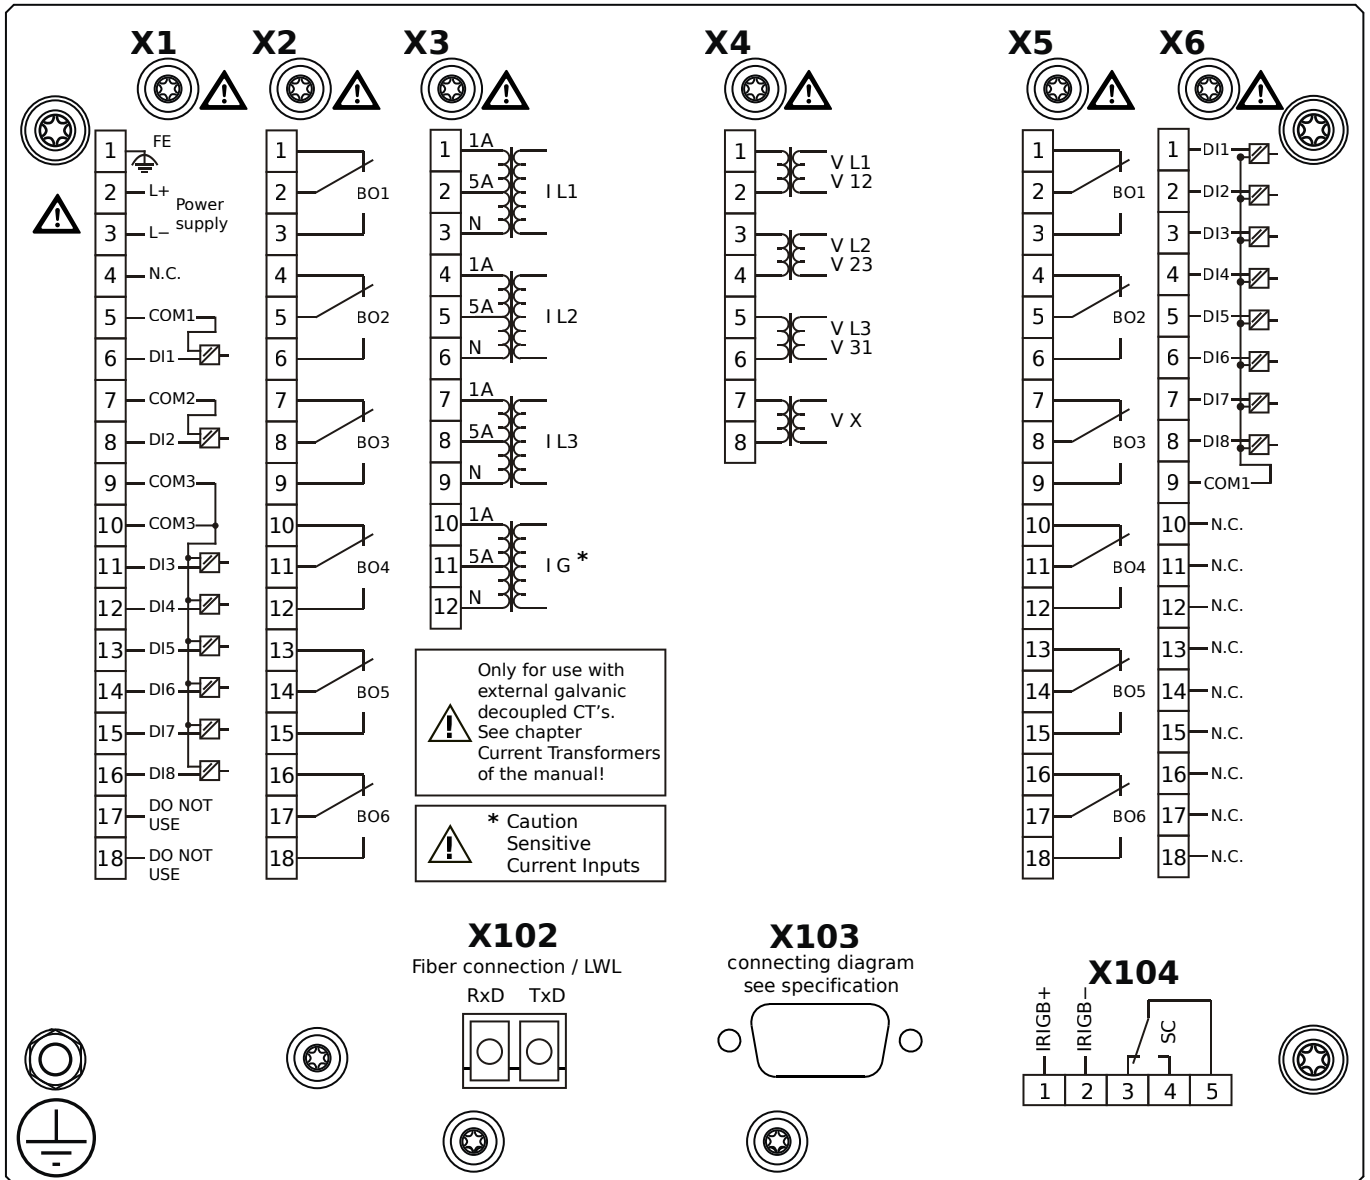 X1 X2 X3 X4 X5 X6
1 FE
2 L+
Power
supply
3 L−
4 N.C.
5 COM1
6 DI1
7 COM2
8 DI2
9 COM3
10 COM3
11 DI3
12 DI4
13 DI5
14 DI6
15 DI7
16 DI8
17 DO NOT
USE
18 DO NOT
USE
1
2 BO1
3
4
5 BO2
6
7
8 BO3
9
10
11 BO4
12
13
14 BO5
15
16
17 BO6
18
1 1A
2 5A I L1
3 N
4 1A
5 5A I L2
6 N
7 1A
8 5A I L3
9 N
10 1A
11 5A I G *
12 N
Only for use with
external galvanic
decoupled CT's.
See chapter
Current Transformers
of the manual!
* Caution
Sensitive
Current Inputs
1 V L1
2 V 12
3 V L2
4 V 23
5 V L3
6 V 31
7 V X
8
1
2 BO1
3
4
5 BO2
6
7
8 BO3
9
10
11 BO4
12
13
14 BO5
15
16
17 BO6
18
1 DI1
2 DI2
3 DI3
4 DI4
5 DI5
6 DI6
7 DI7
8 DI8
9 COM1
10 N.C.
11 N.C.
12 N.C.
13 N.C.
14 N.C.
15 N.C.
16 N.C.
17 N.C.
18 N.C.
X102
Fiber connection / LWL
RxD TxD
X103
connecting diagram
see specification
X104
IRIGB+
IRIGB−
SC
1 2 3 4 5